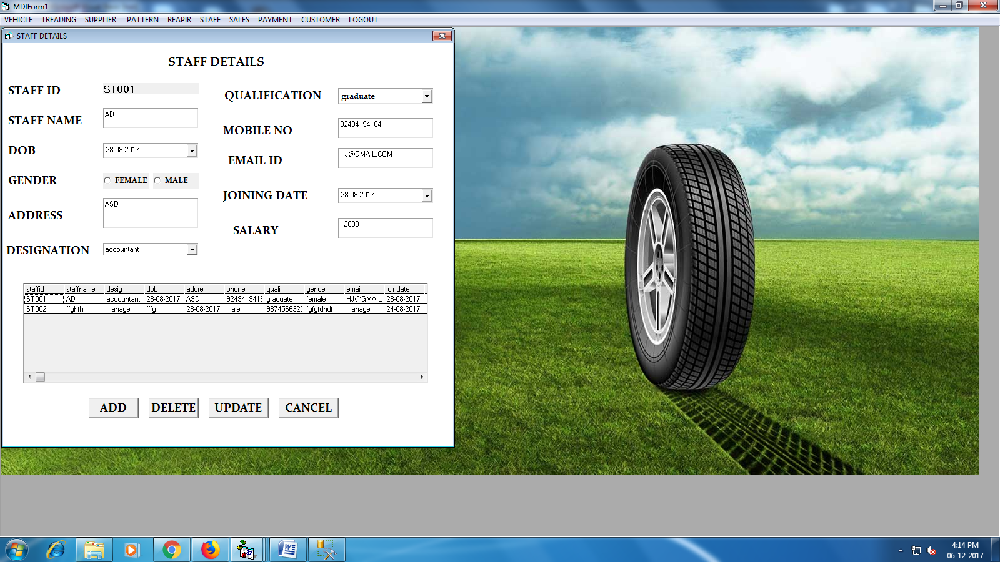 MDIForm1
VEHICLE TREADING SUPPLIER PATTERN REAPIR STAFF SALES PAYMENT CUSTOMER LOGOUT
STAFF DETAILS
STAFF DETAILS
STAFF ID ST001
STAFF NAME AD
DOB 28-08-2017
GENDER FEMALE MALE
ADDRESS ASD
DESIGNATION accountant
QUALIFICATION graduate
MOBILE NO 92494194184
EMAIL ID HJ@GMAIL.COM
JOINING DATE 28-08-2017
SALARY 12000
staffid staffname desig dob addre phone quali gender email joindate
ST001 AD accountant 28-08-2017 ASD 9249419418 graduate female HJ@GMAIL 28-08-2017
ST002 ffghfh manager fffg 28-08-2017 male 9874566322 fgfgfdhdf manager 24-08-2017
ADD DELETE UPDATE CANCEL
32
4:14 PM
06-12-2017